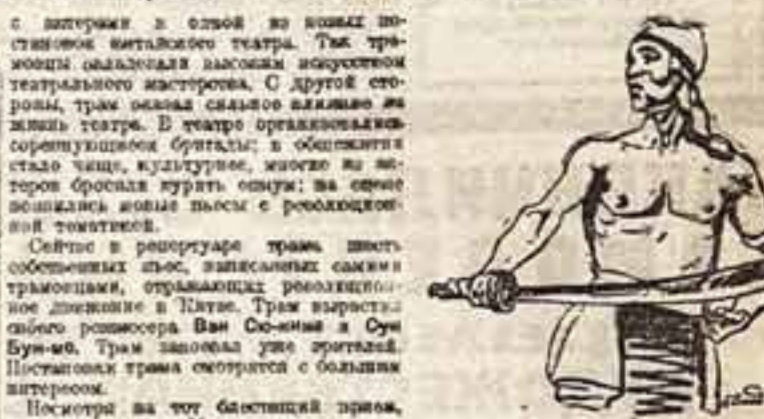 с актерами в одной из новых по-
становок китайского театра. Так тра-
мовцы овладевали высоким искусством
театрального мастерства. С другой сто-
роны, трам оказал сильное влияние на
жизнь театра. В театре организовались
соревнующиеся бригады; в общежитии
стало чище, культурнее, многие из ак-
теров бросили курить опиум; на сцене
появились новые пьесы с революцион-
ной тематикой.
Сейчас в репертуаре трама шесть
собственных пьес, написанных самими
трамовцами, отражающих революцион-
ное движение в Китае. Трам вырастил
своего режиссера Ван и Сун
Бун-мо. Трам завоевал уже зрителей.
Постановки трама смотрятся с большим
интересом.
Несмотря на тот блестящий прием,